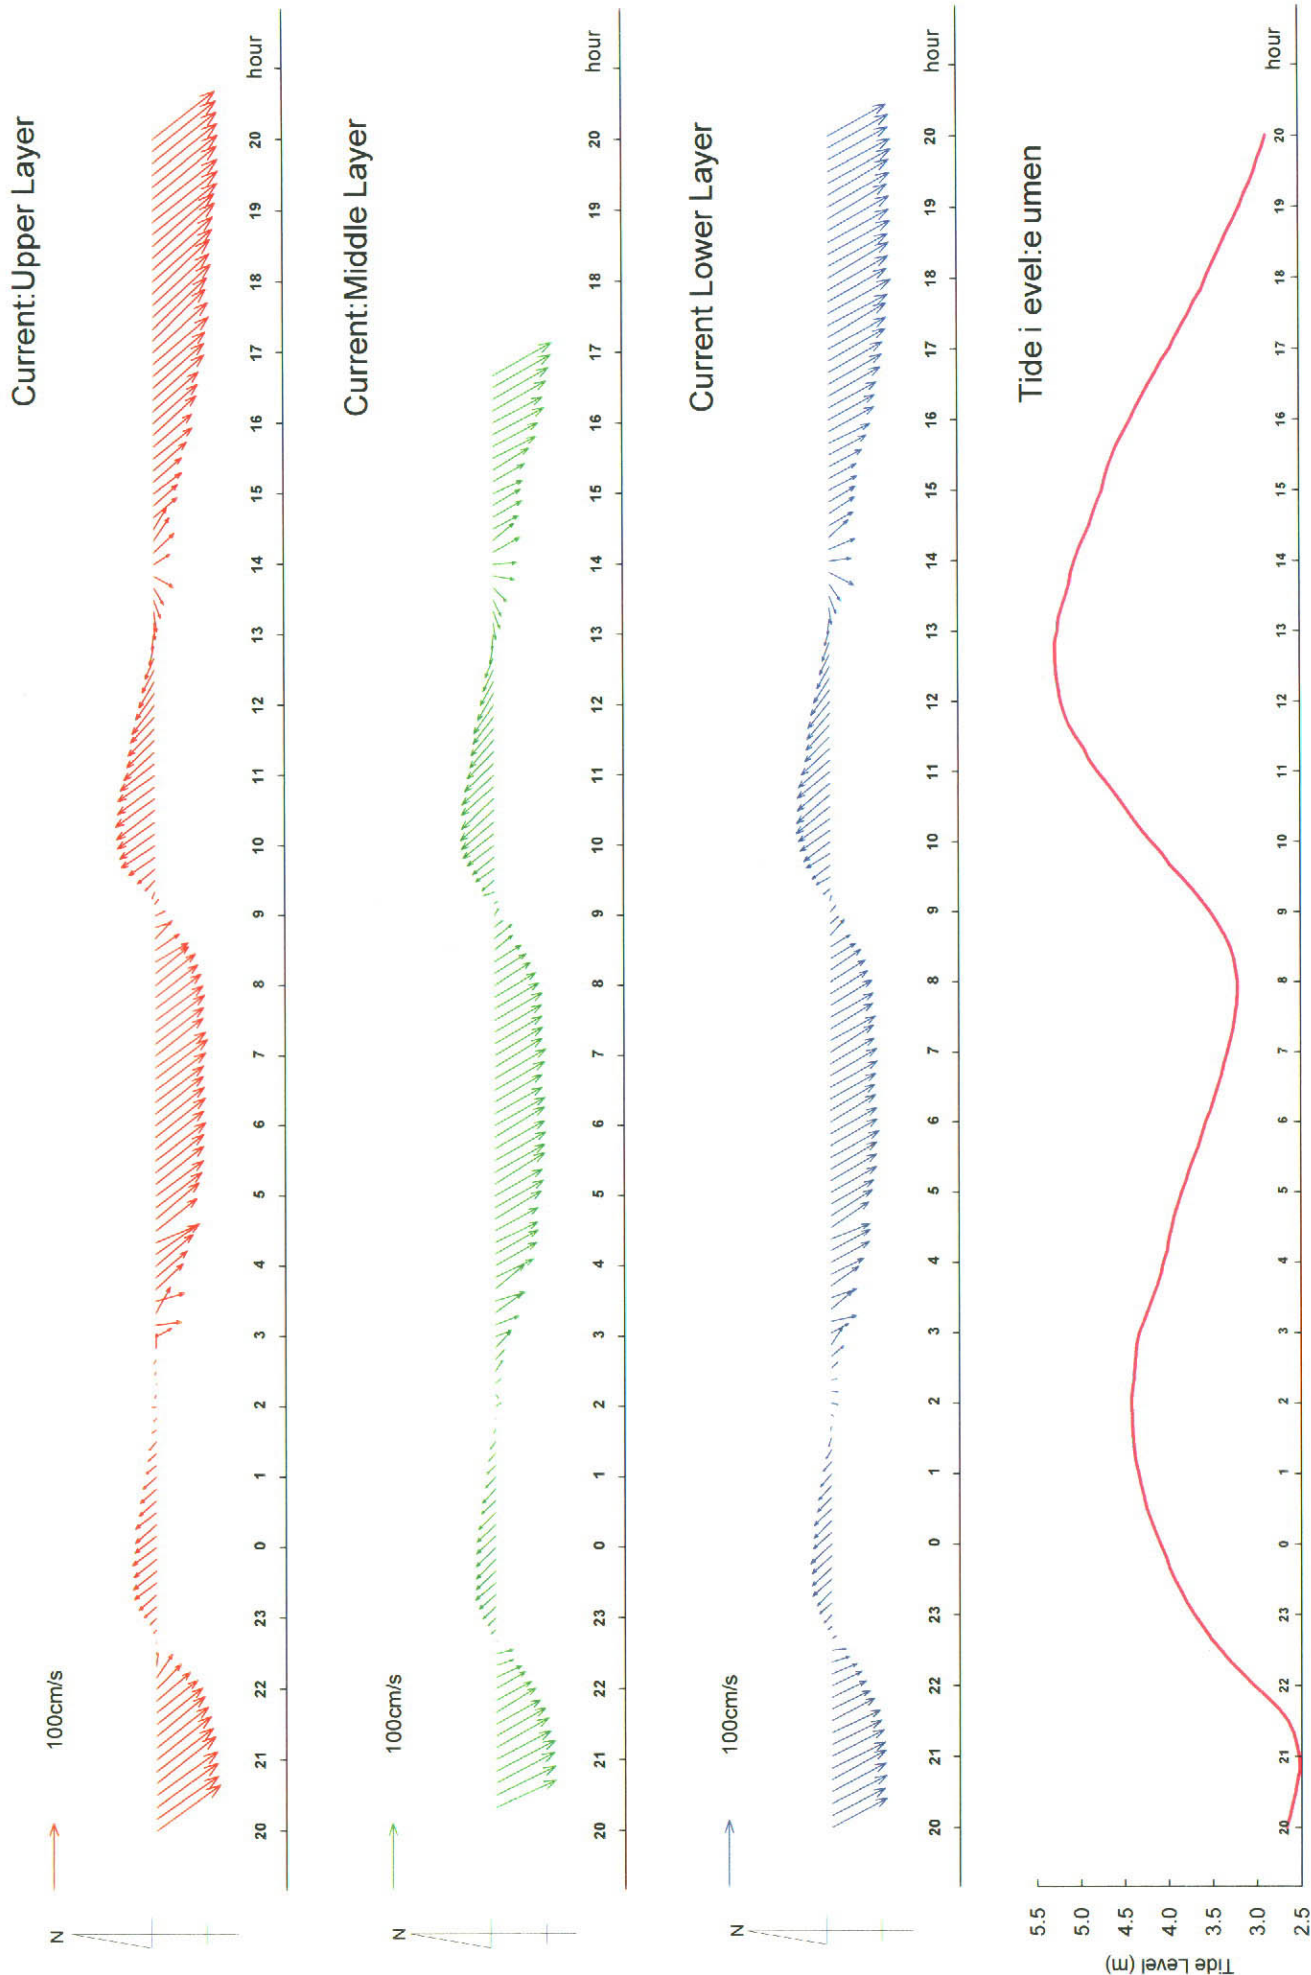 Current:Upper Layer
100cm/s
N
20 21 22 23 0 1 2 3 4 5 6 7 8 9 10 11 12 13 14 15 16 17 18 19 20 hour
Current:Middle Layer
100cm/s
N
20 21 22 23 0 1 2 3 4 5 6 7 8 9 10 11 12 13 14 15 16 17 18 19 20 hour
Current Lower Layer
100cm/s
N
20 21 22 23 0 1 2 3 4 5 6 7 8 9 10 11 12 13 14 15 16 17 18 19 20 hour
Tide i evel:e umen
Tide Level (m)
5.5
5.0
4.5
4.0
3.5
3.0
2.5
20 21 22 23 0 1 2 3 4 5 6 7 8 9 10 11 12 13 14 15 16 17 18 19 20 hour